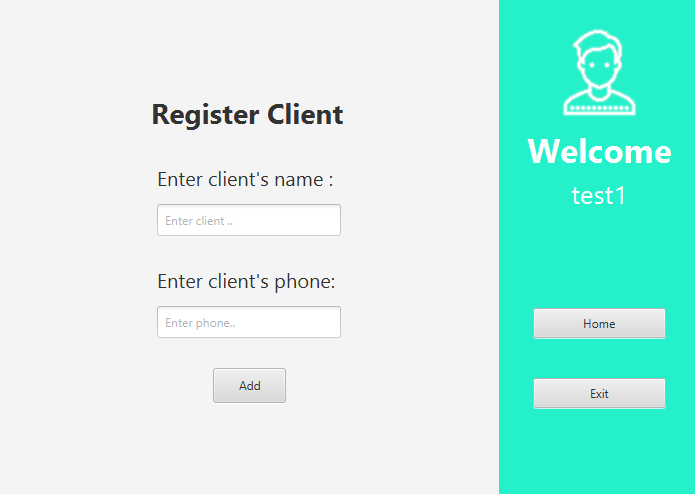 Register Client
Enter client's name :
Enter client ..
Enter client's phone:
Enter phone..
Add
Welcome
test1
Home
Exit